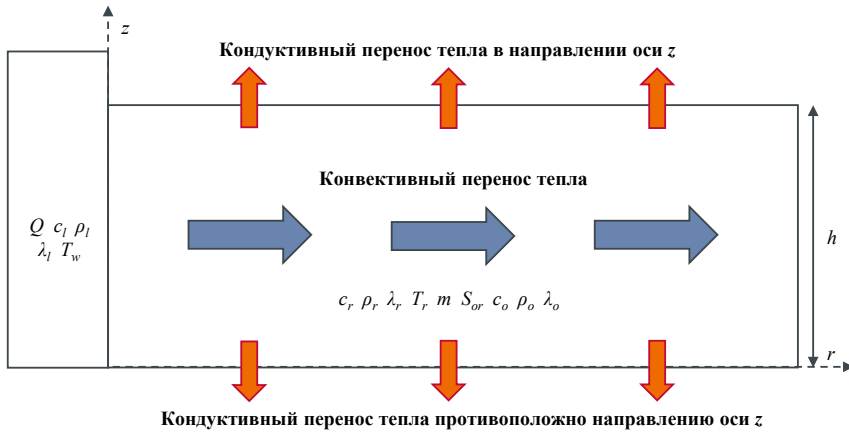 z
Кондуктивный перенос тепла в направлении оси z
Конвективный перенос тепла
Q c_l ρ_l
λ_l T_w
h
c_r ρ_r λ_r T_r m S_or c_o ρ_o λ_o
r
Кондуктивный перенос тепла противоположно направлению оси z